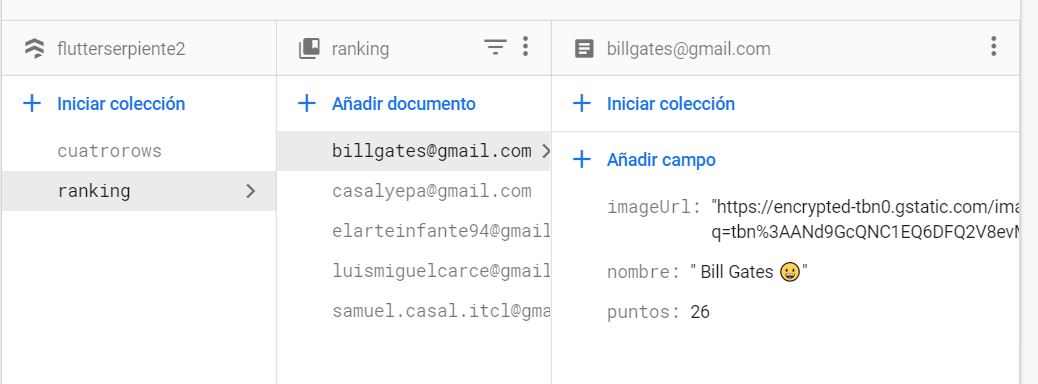 flutterserpiente2
Iniciar colección
cuatrorows
ranking
ranking
Añadir documento
billgates@gmail.com
casalyepa@gmail.com
elarteinfante94@gmail
luismiguelcarce@gmail
samuel.casal.itcl@gma
billgates@gmail.com
Iniciar colección
Añadir campo
imageUrl: "https://encrypted-tbn0.gstatic.com/ima
q=tbn%3AANd9GcQNC1EQ6DFQ2V8evM
nombre: " Bill Gates 😀"
puntos: 26